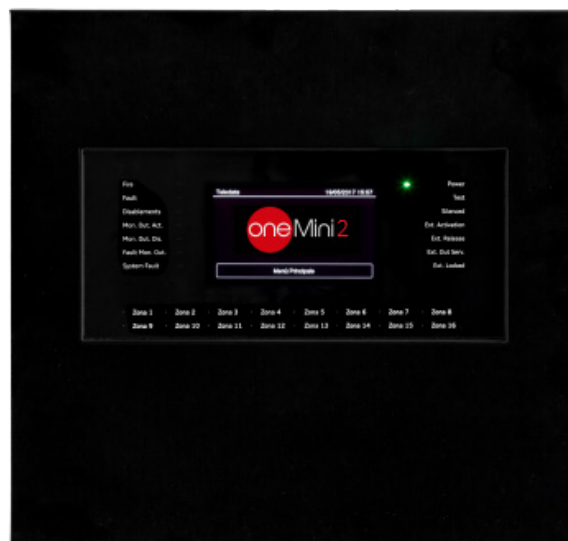 Fire
Fault
Disablements
Mon. Out. Act.
Mon. Out. Dis.
Fault Mon. Out.
System Fault
Teledata 16/05/2017 15:57
oneMini2
Menù Principale
Power
Test
Silenced
Ext. Activation
Ext. Release
Ext. Out Serv.
Ext. Locked
Zona 1 Zona 2 Zona 3 Zona 4 Zona 5 Zona 6 Zona 7 Zona 8
Zona 9 Zona 10 Zona 11 Zona 12 Zona 13 Zona 14 Zona 15 Zona 16